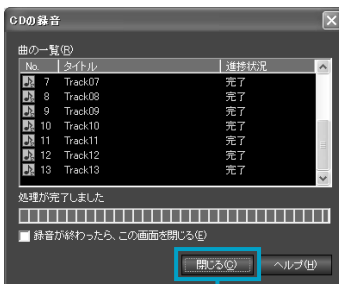 CDの録音
曲の一覧(R)
No. タイトル 進捗状況
7 Track07 完了
8 Track08 完了
9 Track09 完了
10 Track10 完了
11 Track11 完了
12 Track12 完了
13 Track13 完了
処理が完了しました
録音が終わったら、この画面を閉じる(E)
閉じる(C) ヘルプ(H)